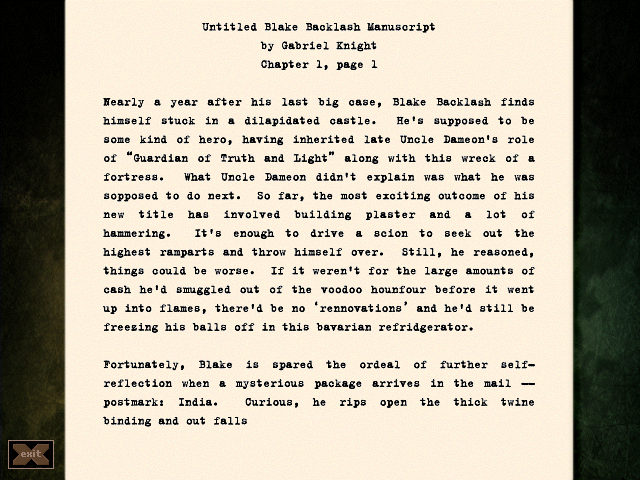 Untitled Blake Backlash Manuscript
by Gabriel Knight
Chapter 1, page 1
Nearly a year after his last big case, Blake Backlash finds
himself stuck in a dilapidated castle. He's supposed to be
some kind of hero, having inherited late Uncle Dameon's role
of "Guardian of Truth and Light" along with this wreck of a
fortress. What Uncle Dameon didn't explain was what he was
supposed to do next. So far, the most exciting outcome of his
new title has involved building plaster and a lot of
hammering. It's enough to drive a scion to seek out the
highest ramparts and throw himself over. Still, he reasoned,
things could be worse. If it weren't for the large amounts of
cash he'd smuggled out of the voodoo hounfour before it went
up into flames, there'd be no 'rennovations' and he'd still be
freezing his balls off in this bavarian refridgerator.
Fortunately, Blake is spared the ordeal of further self-
reflection when a mysterious package arrives in the mail --
postmark: India. Curious, he rips open the thick twine
binding and out falls
exit